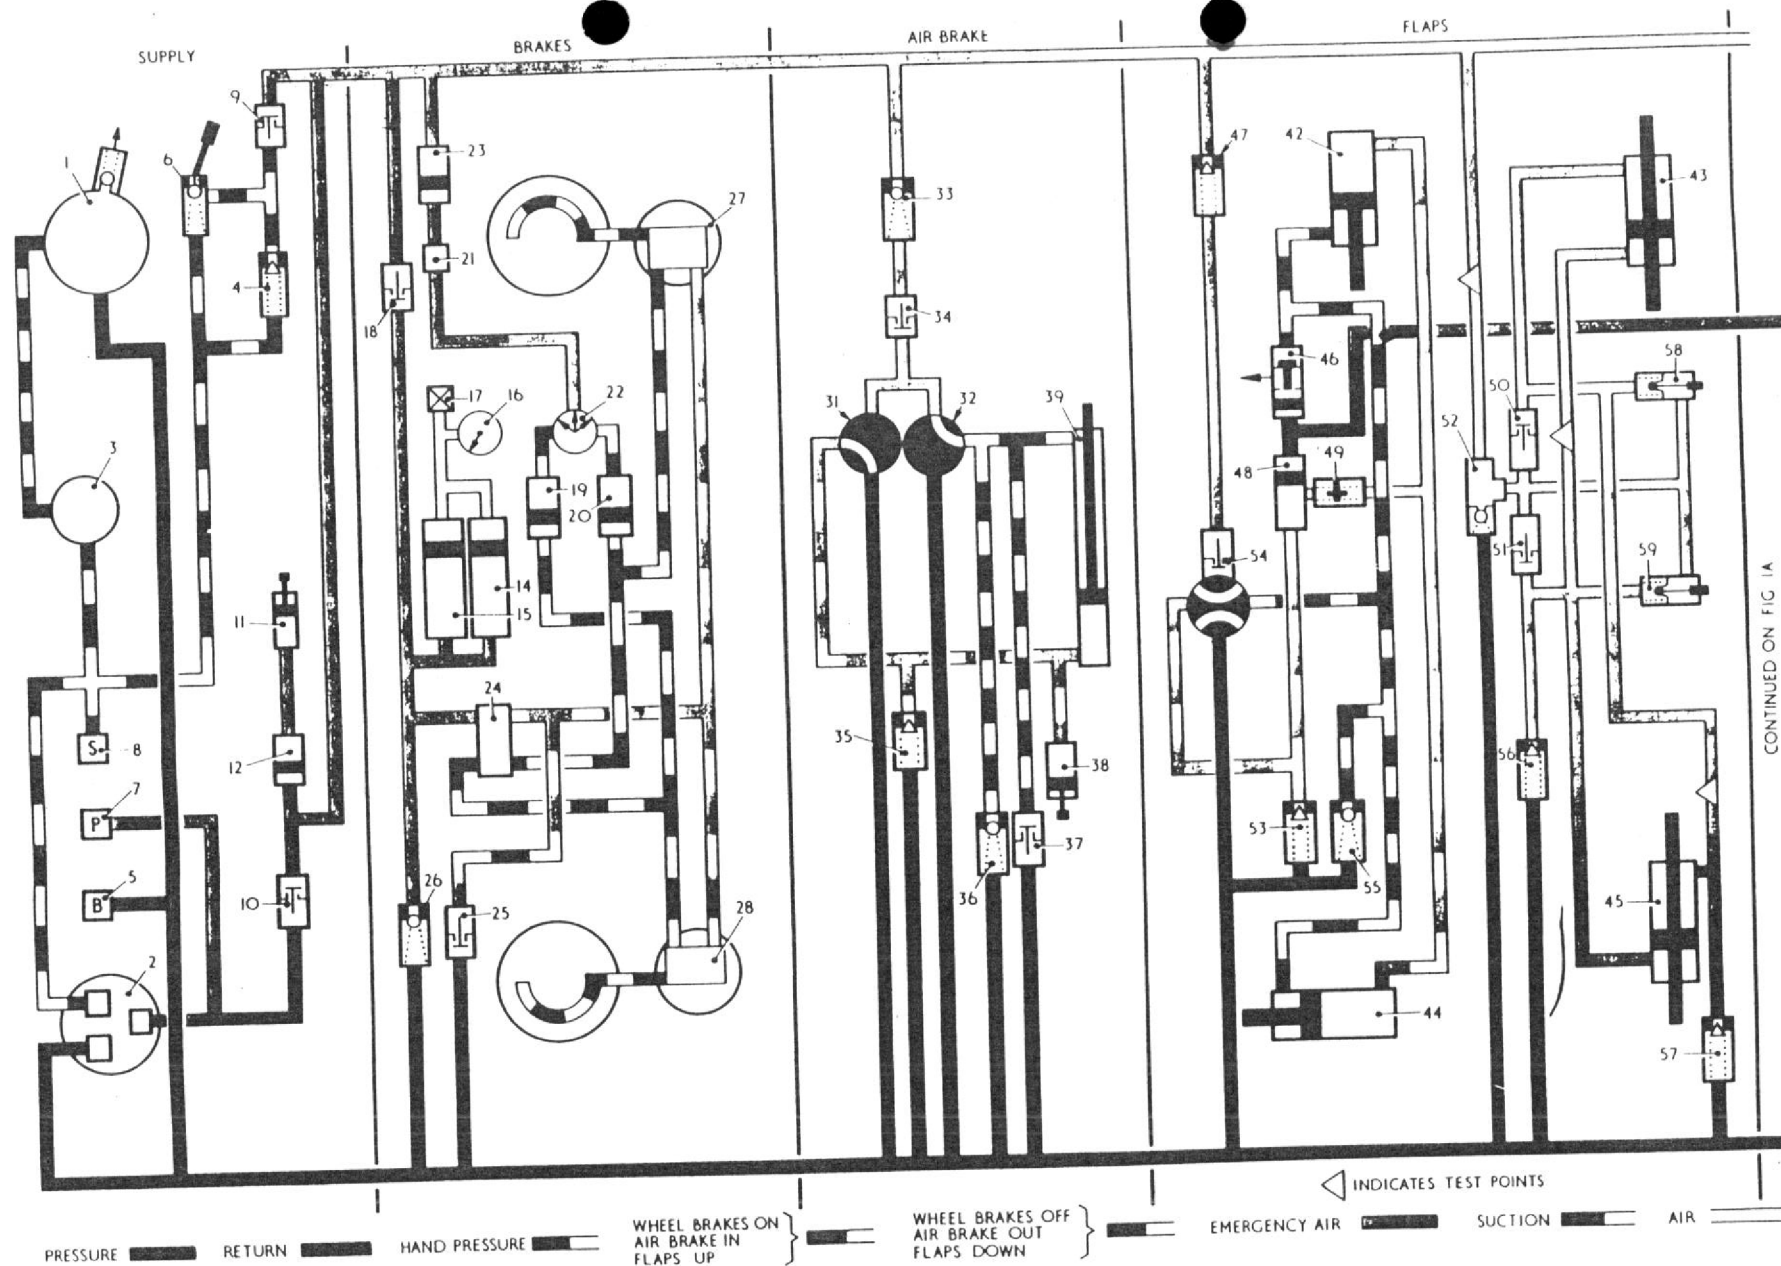 SUPPLY
BRAKES
AIR BRAKE
FLAPS
9
1
6
4
3
11
12
S 8
7
P
5
B
10
2
23
27
21
18
17
16
22
19
20
14
15
24
26
25
28
33
34
31
32
39
35
38
36
37
47
42
43
46
58
50
52
48
49
51
59
54
56
53
55
45
44
57
CONTINUED ON FIG 1A
INDICATES TEST POINTS
PRESSURE
RETURN
HAND PRESSURE
WHEEL BRAKES ON
AIR BRAKE IN
FLAPS UP
WHEEL BRAKES OFF
AIR BRAKE OUT
FLAPS DOWN
EMERGENCY AIR
SUCTION
AIR